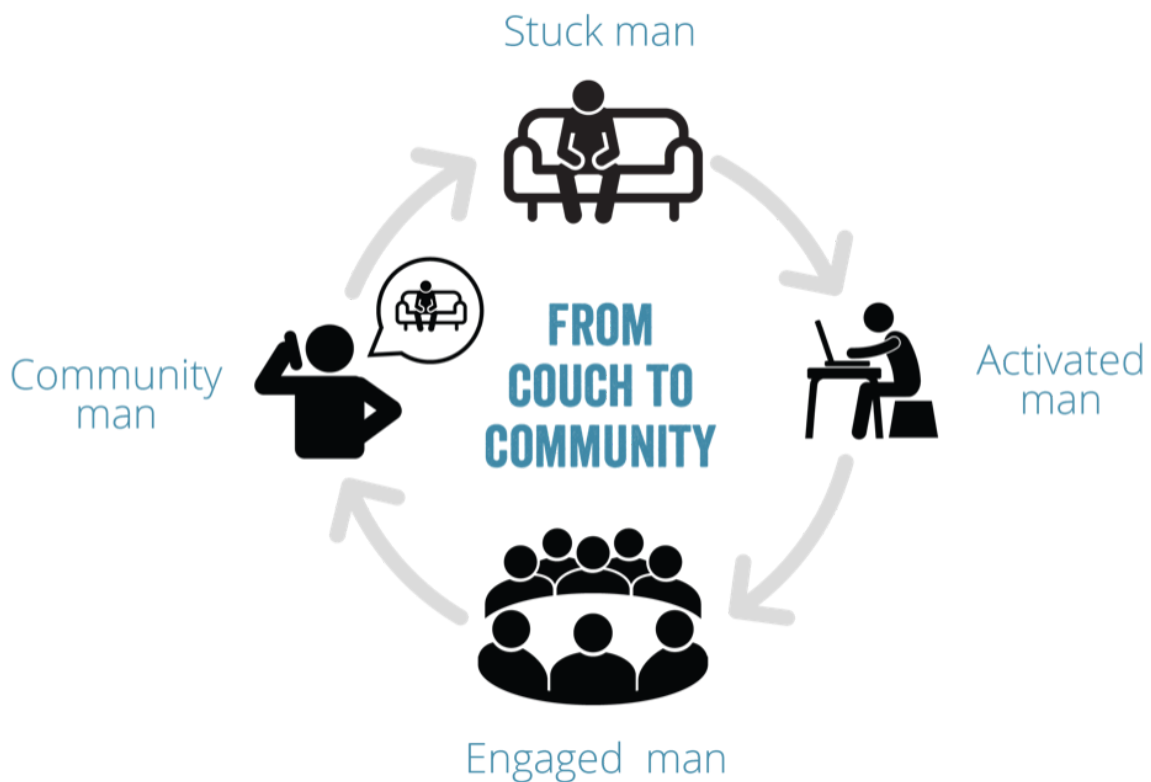 Stuck man
FROM
COUCH TO
COMMUNITY
Community
man
Activated
man
Engaged man